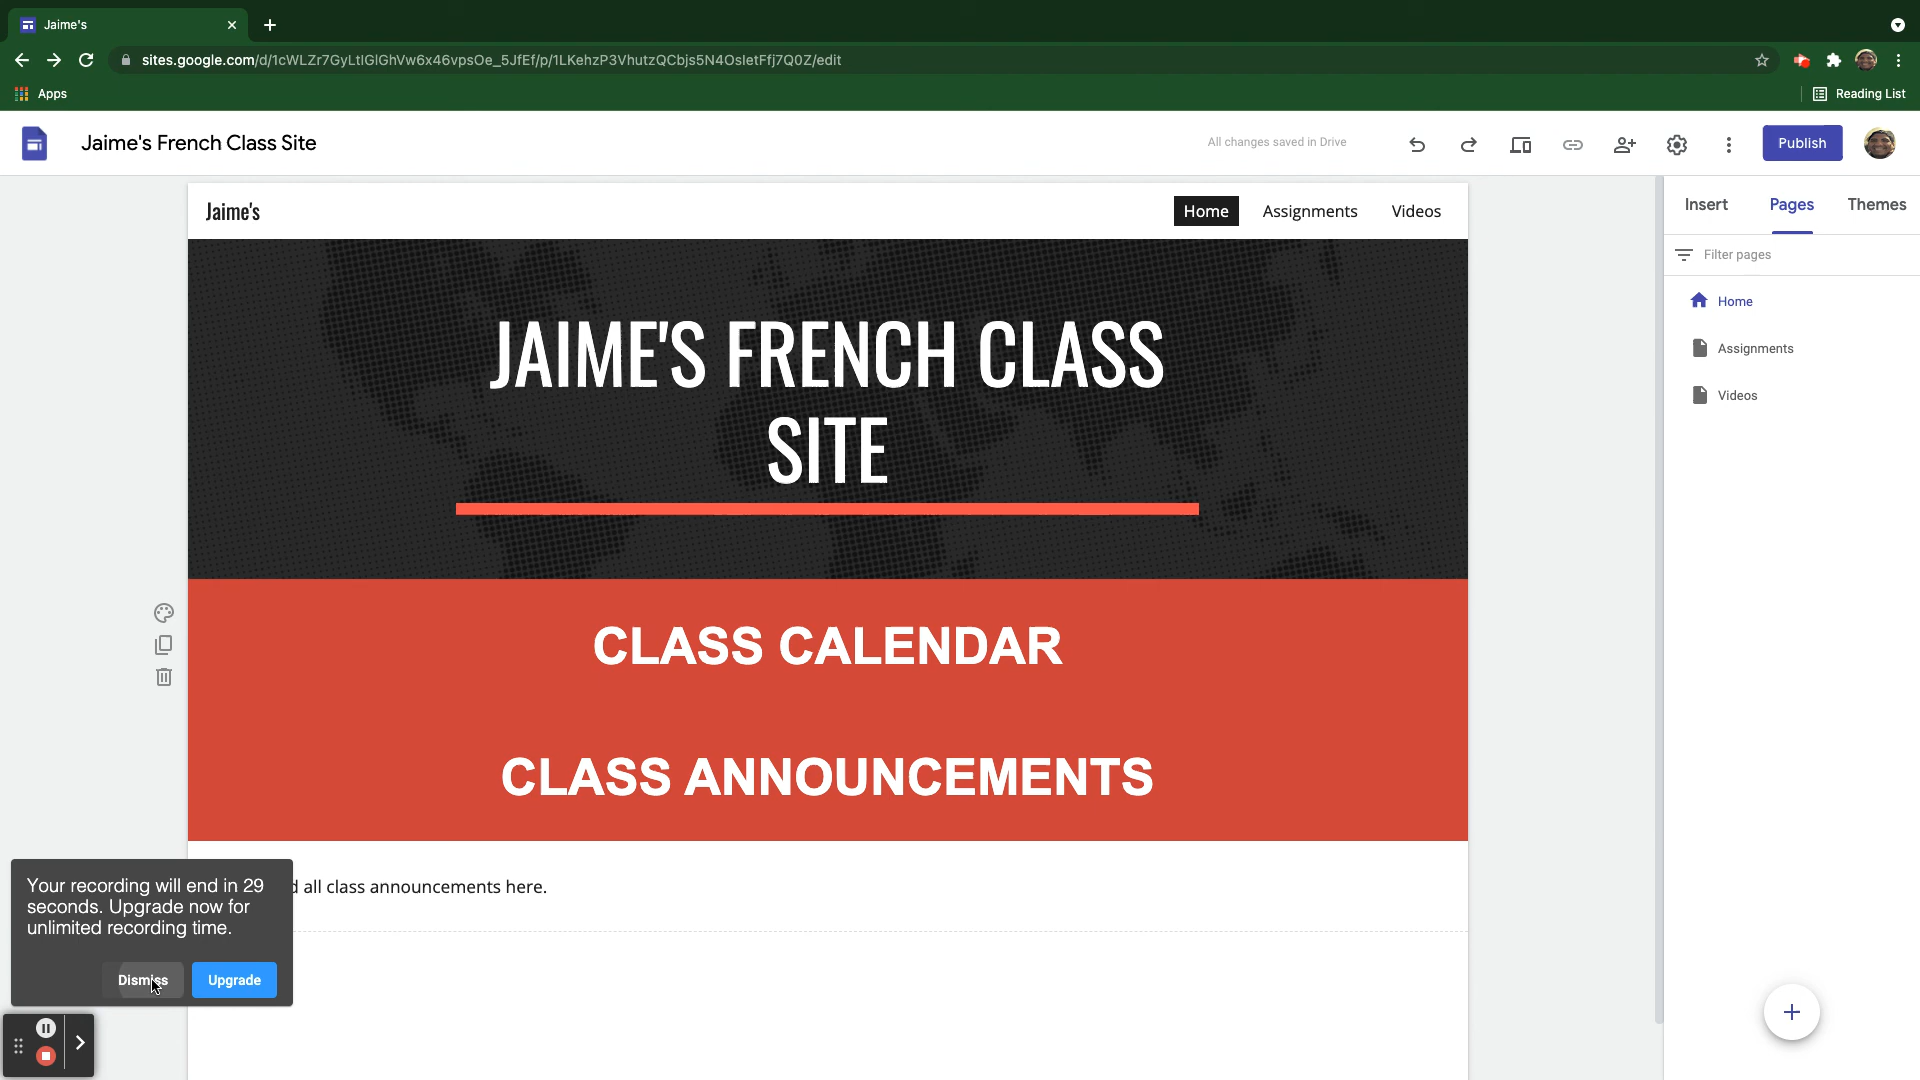 Jaime's
sites.google.com/d/1cWLZr7GyLtIGlGhVw6x46vpsOe_5JfEf/p/1LKehzP3VhutzQCbjs5N4OsletFfj7Q0Z/edit
Apps
Reading List
Jaime's French Class Site
All changes saved in Drive
Publish
Jaime's
Home
Assignments
Videos
Insert
Pages
Themes
Filter pages
Home
Assignments
Videos
JAIME'S FRENCH CLASS
SITE
CLASS CALENDAR
CLASS ANNOUNCEMENTS
all class announcements here.
Your recording will end in 29
seconds. Upgrade now for
unlimited recording time.
Dismiss
Upgrade